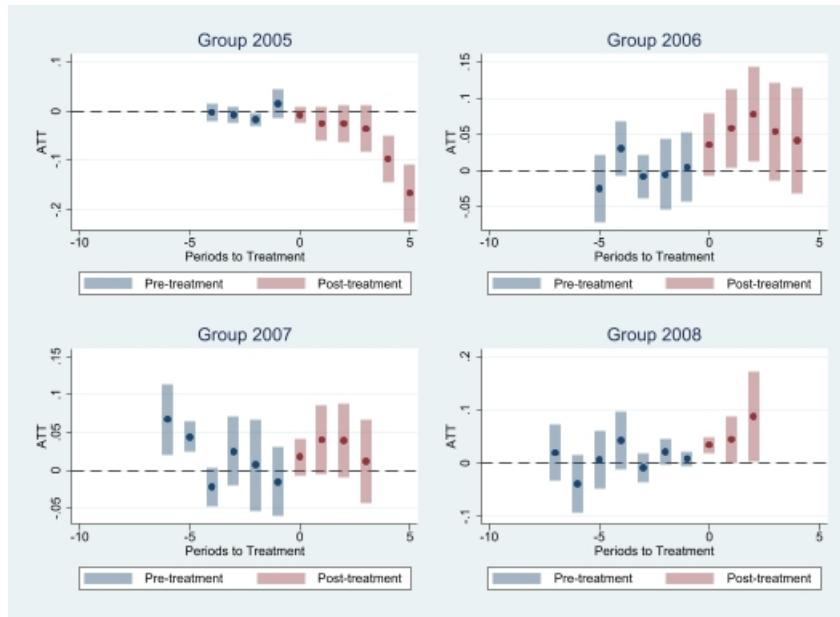 Group 2005
.1
0
-.1
-.2
ATT
-10 -5 0 5
Periods to Treatment
Pre-treatment Post-treatment
Group 2006
.15
.1
.05
0
-.05
ATT
-10 -5 0 5
Periods to Treatment
Pre-treatment Post-treatment
Group 2007
.15
.1
.05
0
-.05
ATT
-10 -5 0 5
Periods to Treatment
Pre-treatment Post-treatment
Group 2008
.2
.1
0
-.1
ATT
-10 -5 0 5
Periods to Treatment
Pre-treatment Post-treatment